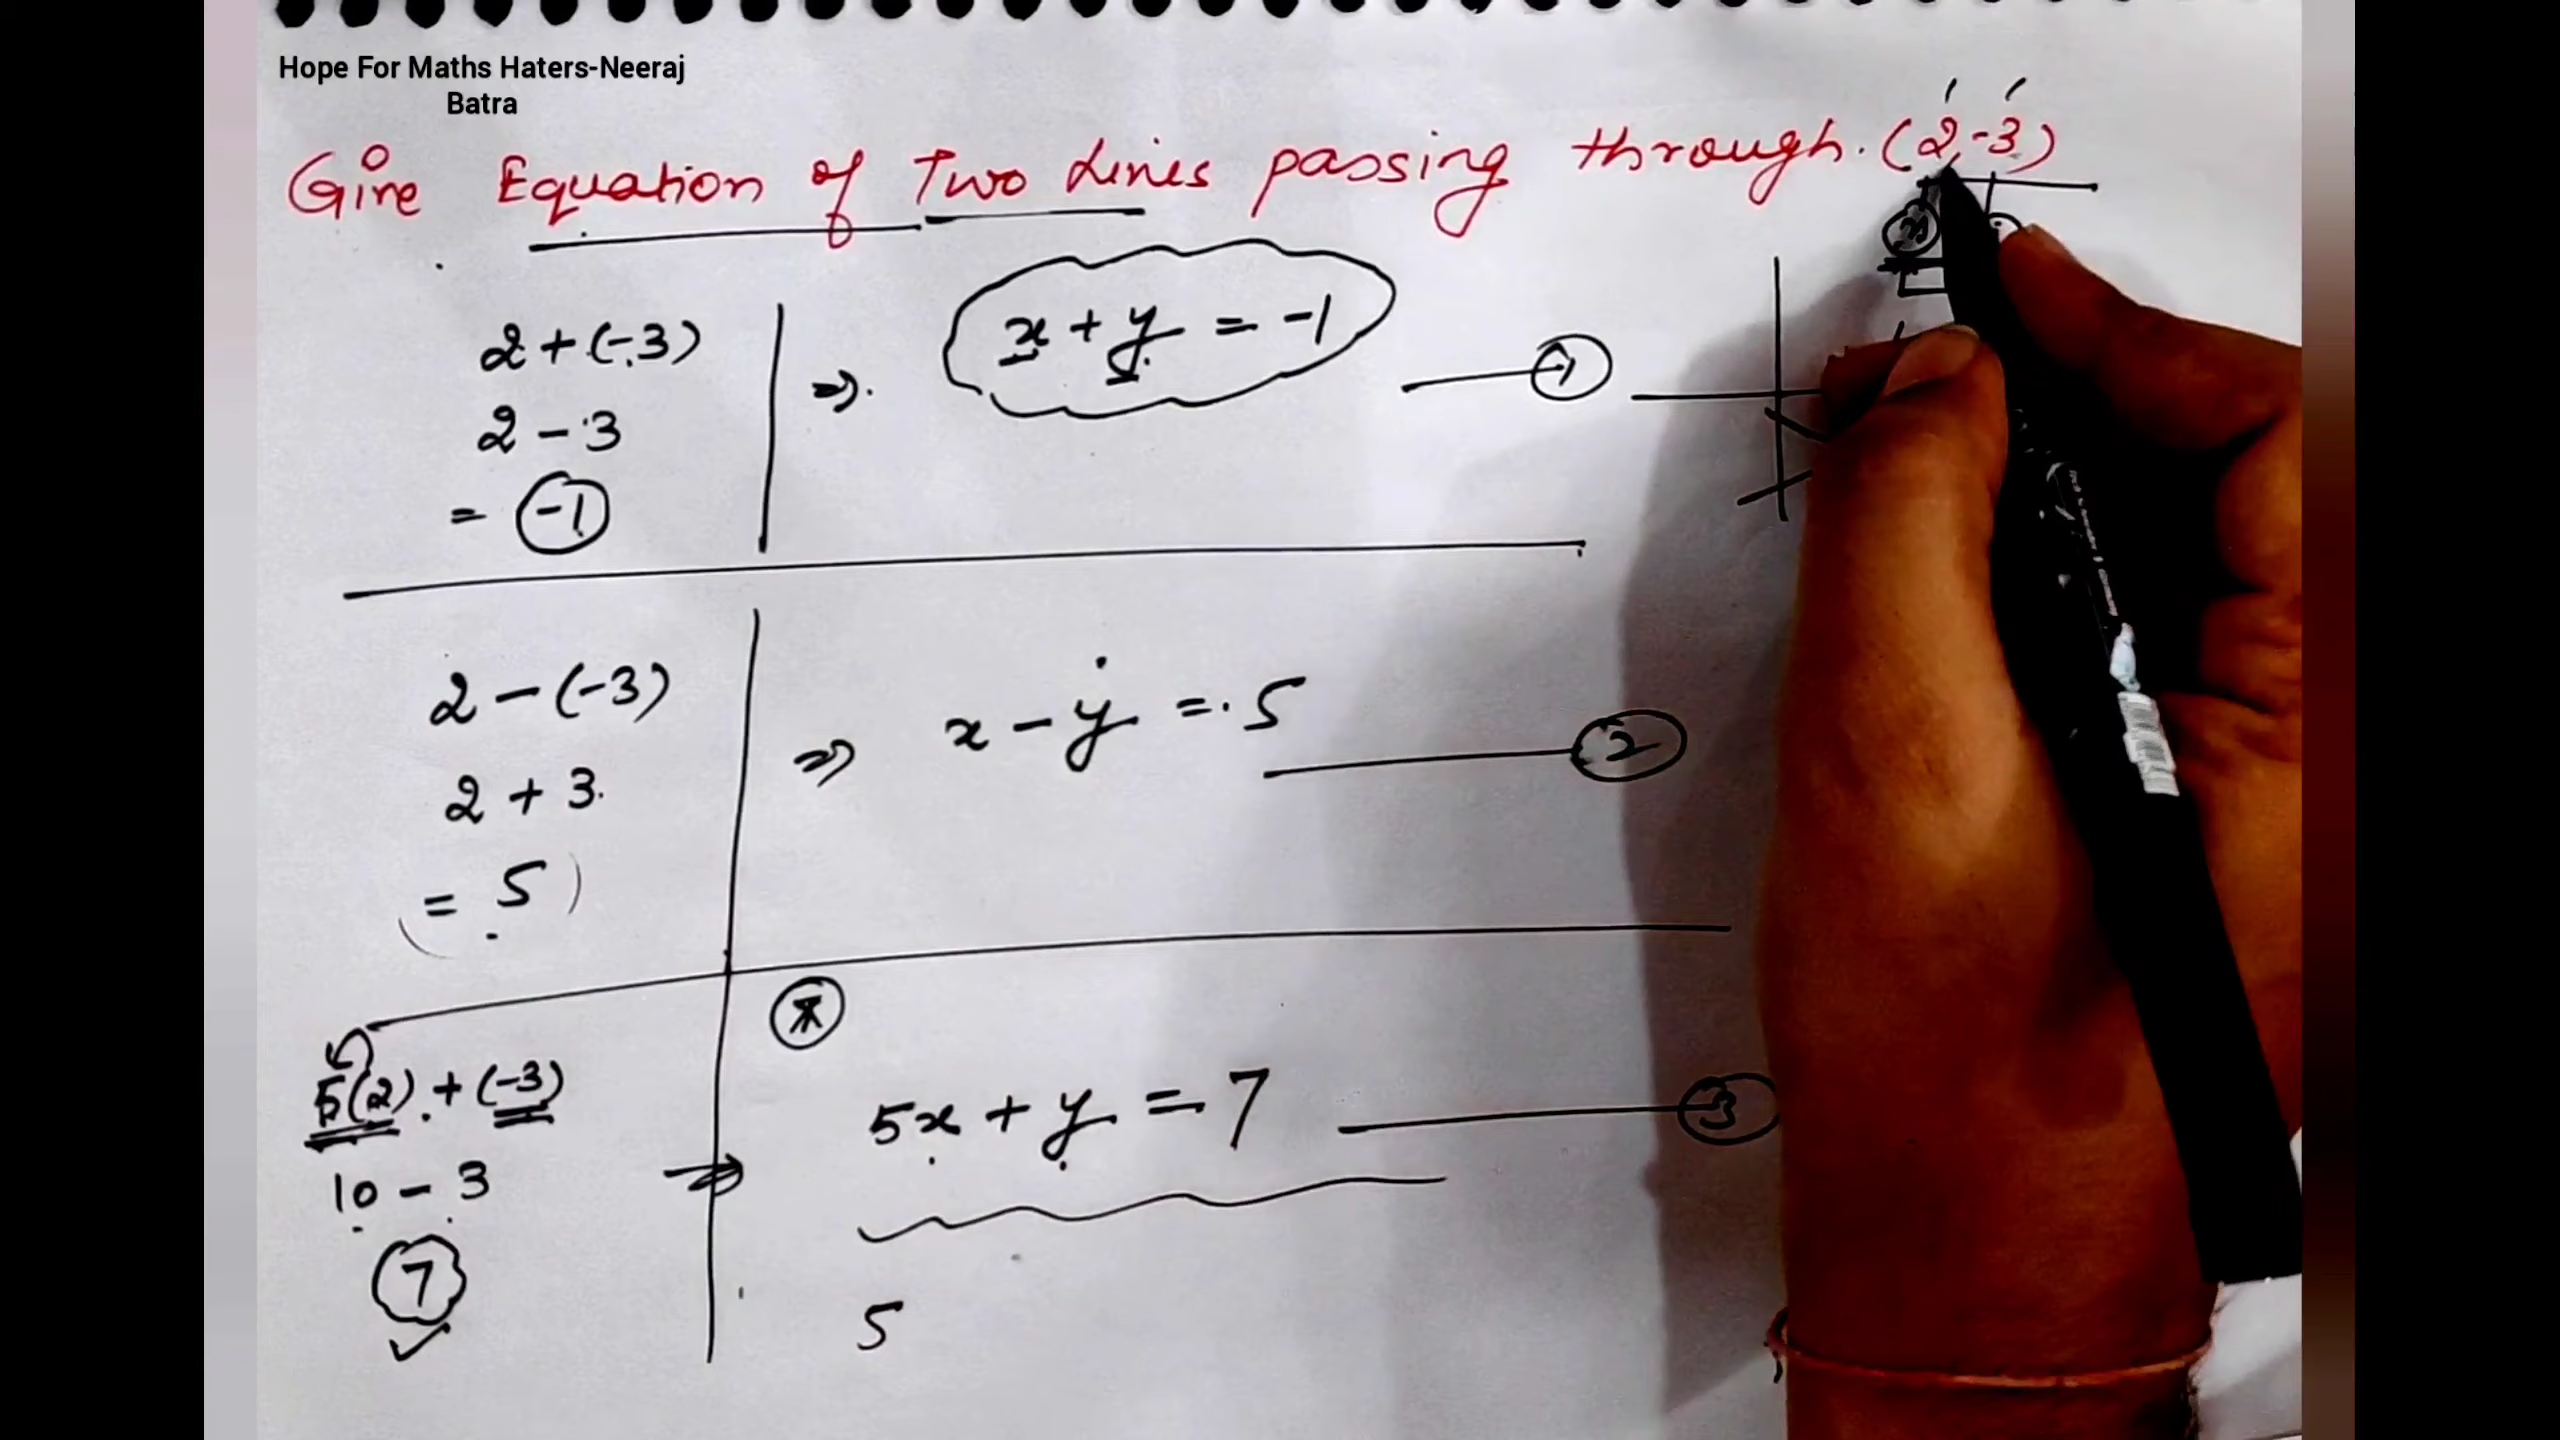 Hope For Maths Haters-Neeraj
Batra
Give Equation of Two Lines passing through. (2,-3)
2 + (-3)
2 - 3
= -1
⇒ x + y = -1
1
2 - (-3)
2 + 3
= 5
⇒ x - y = 5
2
5(2) + (-3)
10 - 3
7
⇒ 5x + y = 7
3
5